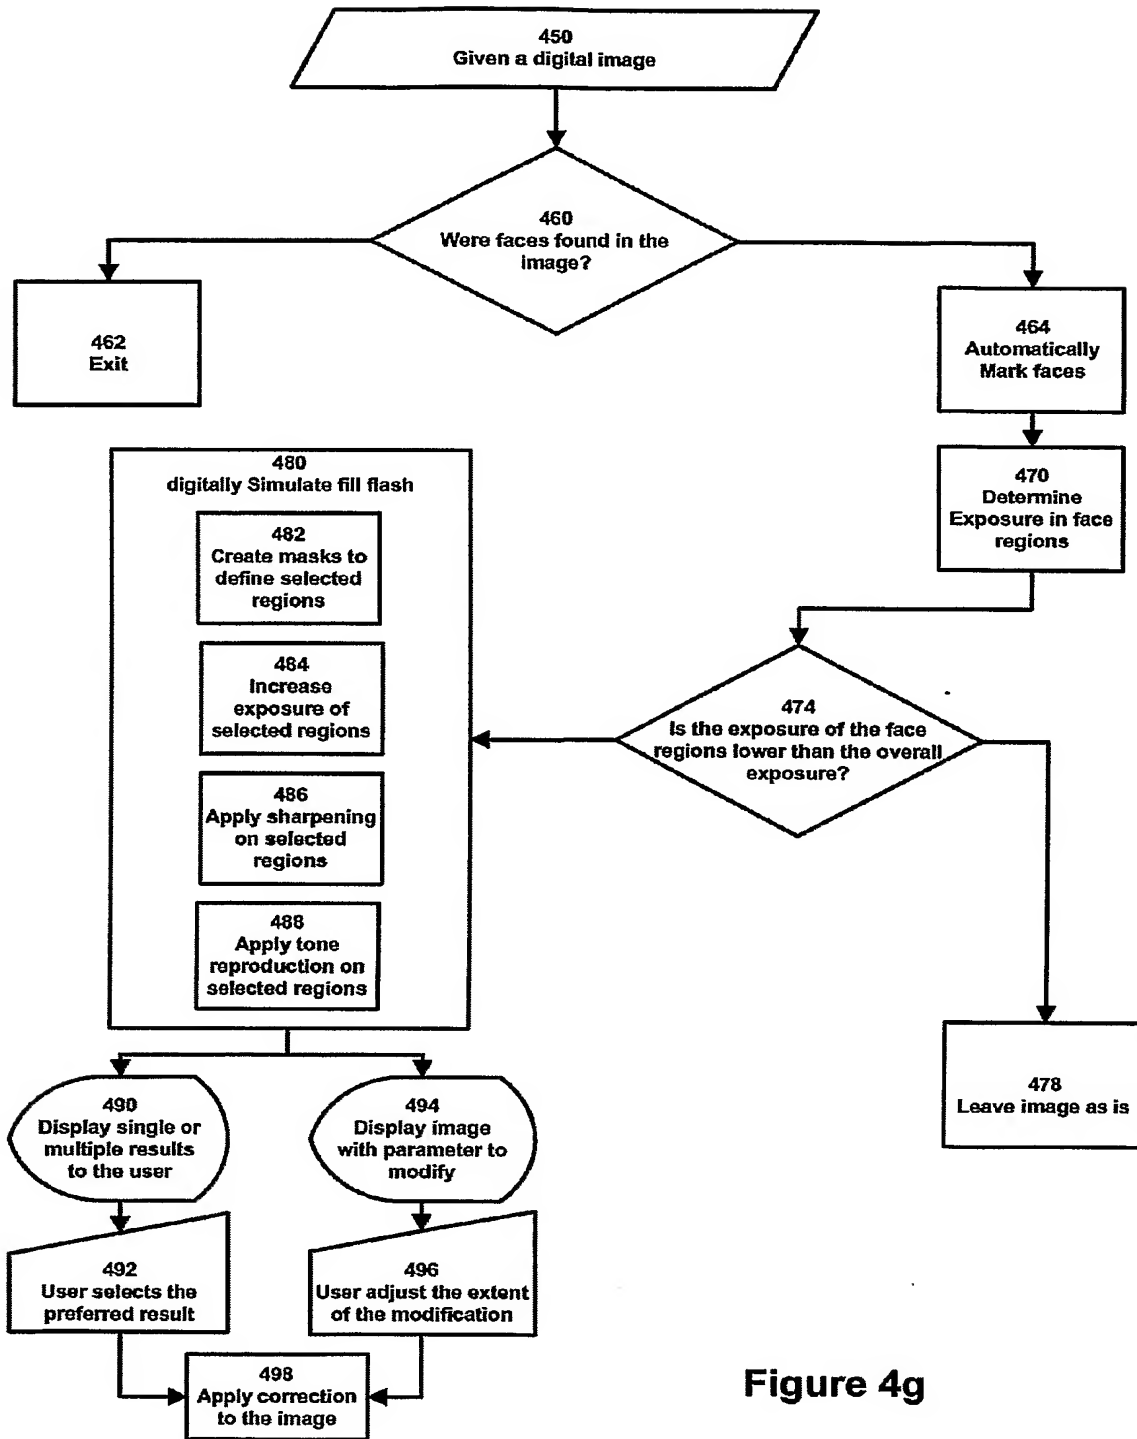 450
Given a digital image
460
Were faces found in the
image?
462
Exit
464
Automatically
Mark faces
470
Determine
Exposure in face
regions
474
Is the exposure of the face
regions lower than the overall
exposure?
478
Leave image as is
480
digitally Simulate fill flash
482
Create masks to
define selected
regions
484
Increase
exposure of
selected regions
486
Apply sharpening
on selected
regions
488
Apply tone
reproduction on
selected regions
490
Display single or
multiple results
to the user
494
Display image
with parameter to
modify
492
User selects the
preferred result
496
User adjust the extent
of the modification
498
Apply correction
to the image
Figure 4g